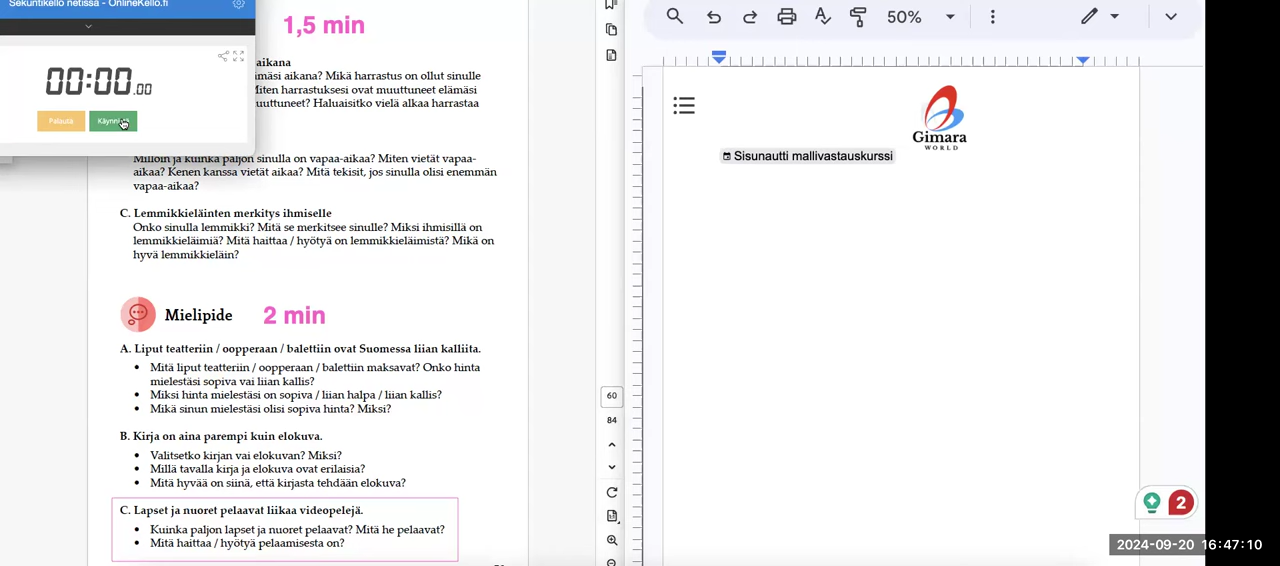 Sekuntikello netissä - OnlineKello.fi
00:00.00
Palauta
1,5 min
aikana
ämäsi aikana? Mikä harrastus on ollut sinulle
Miten harrastuksesi ovat muuttuneet elämäsi
uuttuneet? Haluaisitko vielä alkaa harrastaa
Milloin ja kuinka paljon sinulla on vapaa-aikaa? Miten vietät vapaa-
aikaa? Kenen kanssa vietät aikaa? Mitä tekisit, jos sinulla olisi enemmän
vapaa-aikaa?
C. Lemmikkieläinten merkitys ihmiselle
Onko sinulla lemmikki? Mitä se merkitsee sinulle? Miksi ihmisillä on
lemmikkieläimiä? Mitä haittaa / hyötyä on lemmikkieläimistä? Mikä on
hyvä lemmikkieläin?
Mielipide
2 min
A. Liput teatteriin / oopperaan / balettiin ovat Suomessa liian kalliita.
• Mitä liput teatteriin / oopperaan / balettiin maksavat? Onko hinta
mielestäsi sopiva vai liian kallis?
• Miksi hinta mielestäsi on sopiva / liian halpa / liian kallis?
• Mikä sinun mielestäsi olisi sopiva hinta? Miksi?
B. Kirja on aina parempi kuin elokuva.
• Valitsetko kirjan vai elokuvan? Miksi?
• Millä tavalla kirja ja elokuva ovat erilaisia?
• Mitä hyvää on siinä, että kirjasta tehdään elokuva?
C. Lapset ja nuoret pelaavat liikaa videopelejä.
• Kuinka paljon lapset ja nuoret pelaavat? Mitä he pelaavat?
• Mitä haittaa / hyötyä pelaamisesta on?
60
84
50%
Gimara
WORLD
Sisunautti mallivastauskurssi
2
2024-09-20 16:47:10